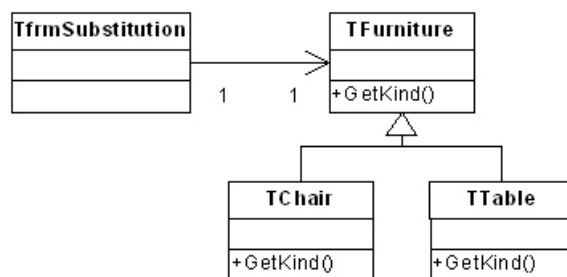 TfrmSubstitution
TFurniture
1 1
+GetKind()
TChair
TTable
+GetKind()
+GetKind()